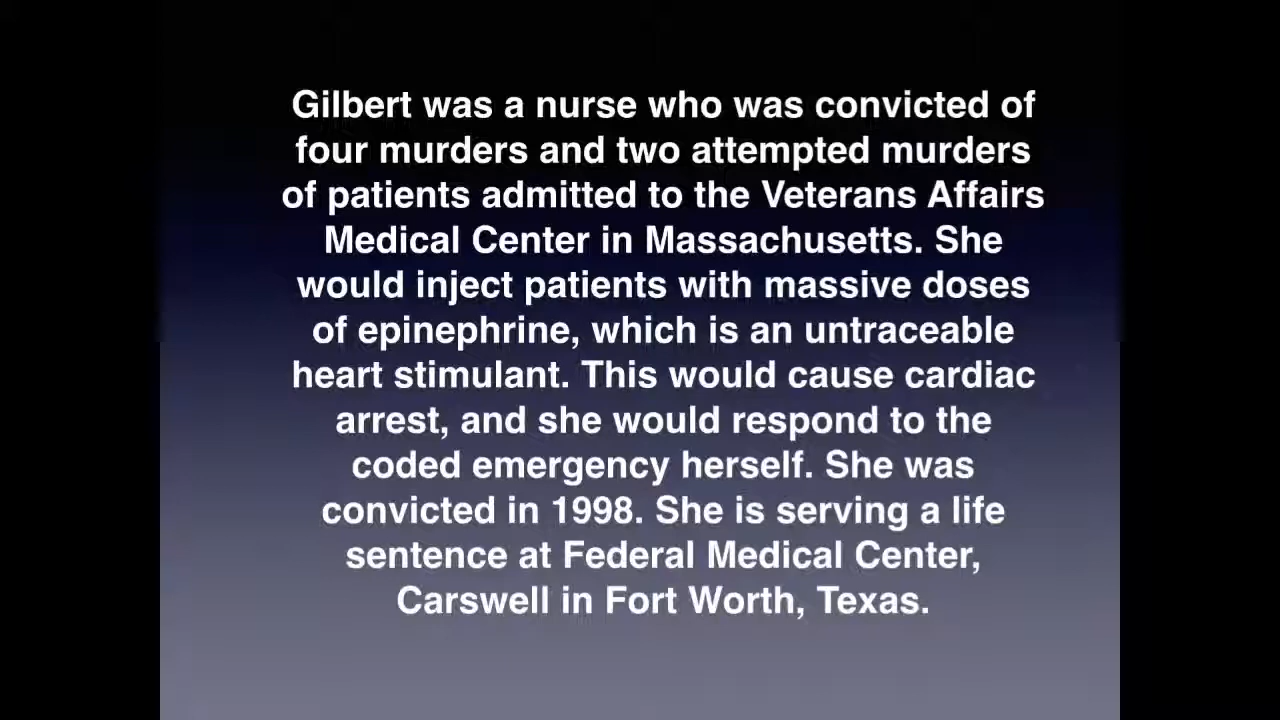 Gilbert was a nurse who was convicted of
four murders and two attempted murders
of patients admitted to the Veterans Affairs
Medical Center in Massachusetts. She
would inject patients with massive doses
of epinephrine, which is an untraceable
heart stimulant. This would cause cardiac
arrest, and she would respond to the
coded emergency herself. She was
convicted in 1998. She is serving a life
sentence at Federal Medical Center,
Carswell in Fort Worth, Texas.